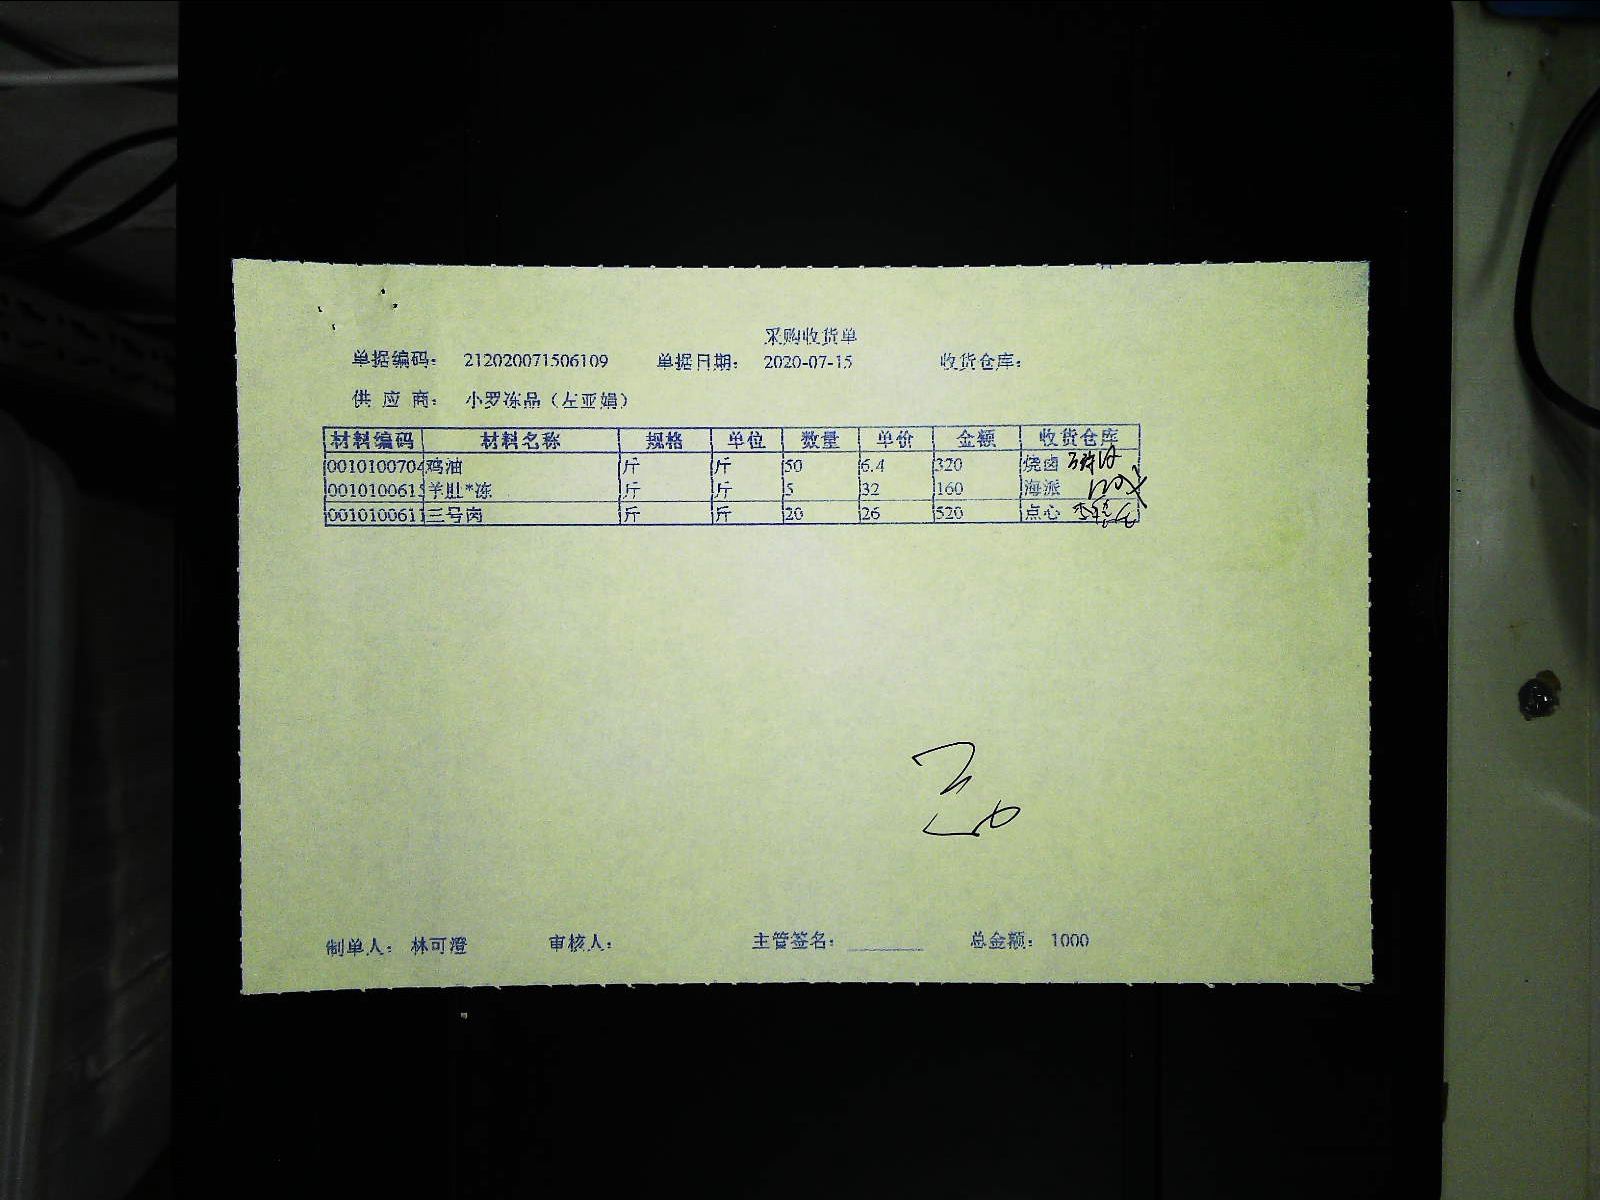 采购收货单
单据编码： 212020071506109 单据日期： 2020-07-15 收货仓库：
供 应 商： 小罗冻品（左亚娟）
材料编码 材料名称 规格 单位 数量 单价 金额 收货仓库
0010100704 鸡油 斤 斤 50 6.4 320 烧卤
001010061 羊肚*冻 斤 斤 5 32 160 海派
001010061 三号肉 斤 斤 20 26 520 点心
制单人： 林可澄 审核人： 主管签名： 总金额： 1000